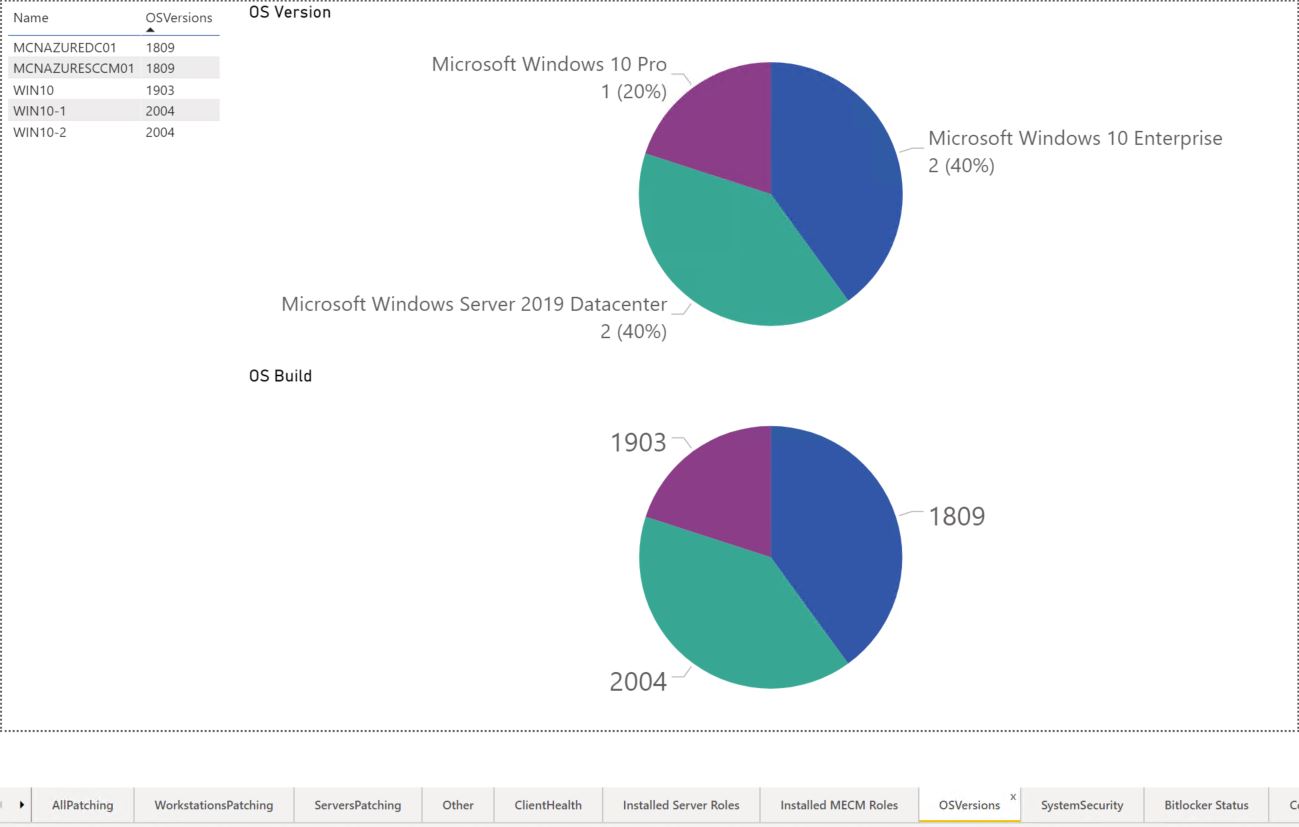 Name OSVersions
MCNAZUREDC01 1809
MCNAZURESCCM01 1809
WIN10 1903
WIN10-1 2004
WIN10-2 2004
OS Version
Microsoft Windows 10 Pro
1 (20%)
Microsoft Windows 10 Enterprise
2 (40%)
Microsoft Windows Server 2019 Datacenter
2 (40%)
OS Build
1903
1809
2004
AllPatching WorkstationsPatching ServersPatching Other ClientHealth Installed Server Roles Installed MECM Roles OSVersions x SystemSecurity Bitlocker Status